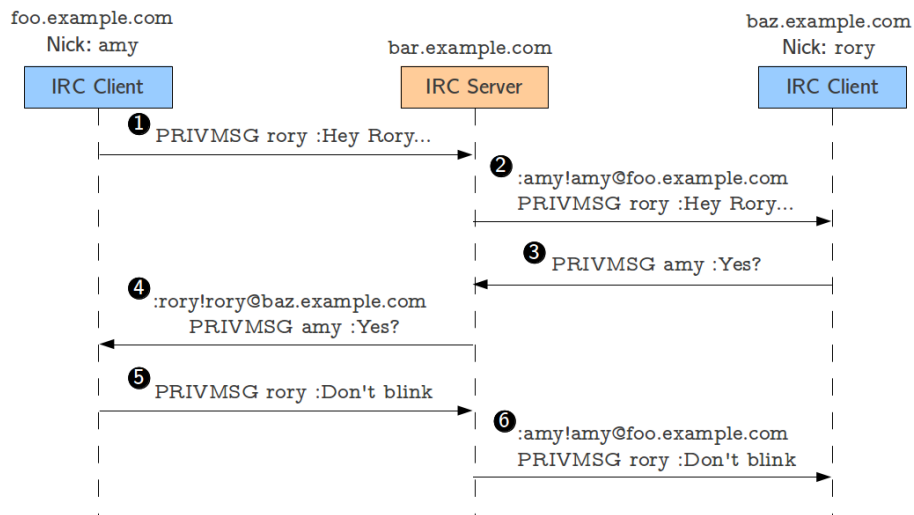 foo.example.com
Nick: amy
IRC Client
bar.example.com
IRC Server
baz.example.com
Nick: rory
IRC Client
1
PRIVMSG rory :Hey Rory...
2
:amy!amy@foo.example.com
PRIVMSG rory :Hey Rory...
3
PRIVMSG amy :Yes?
4
:rory!rory@baz.example.com
PRIVMSG amy :Yes?
5
PRIVMSG rory :Don't blink
6
:amy!amy@foo.example.com
PRIVMSG rory :Don't blink